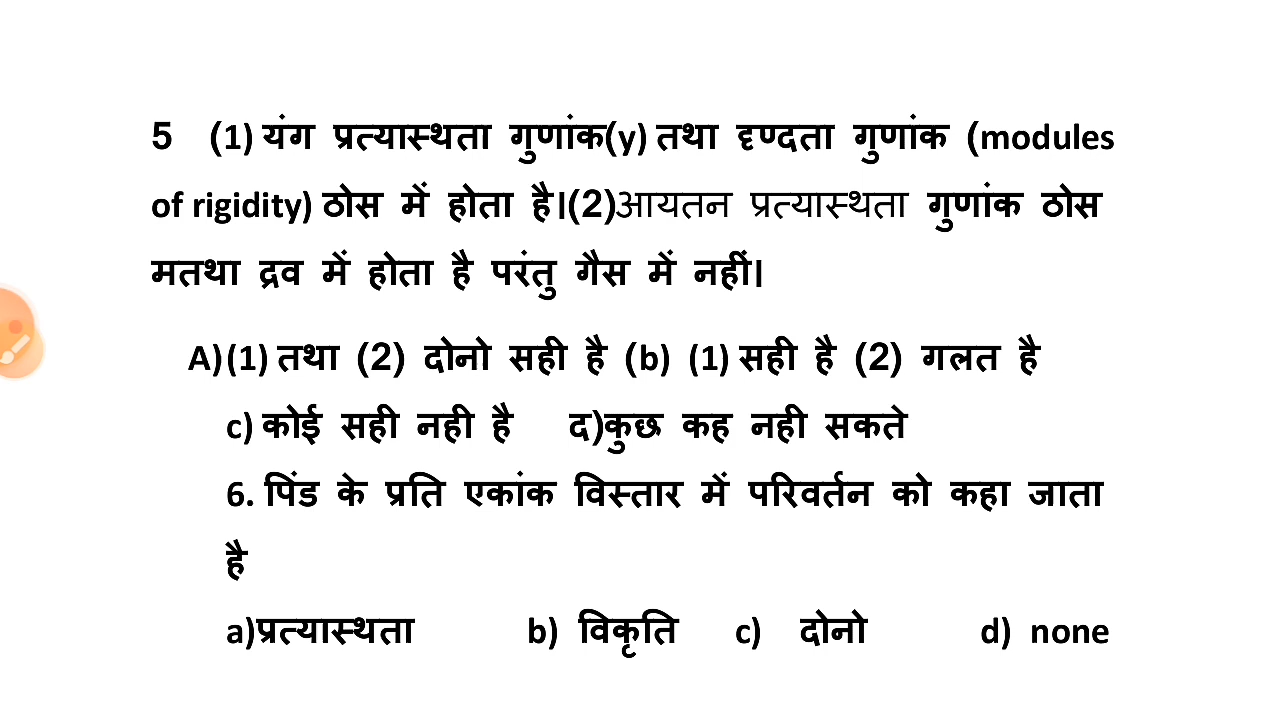 5 (1) यंग प्रत्यास्थता गुणांक(y) तथा दृण्दता गुणांक (modules
of rigidity) ठोस में होता है।(2)आयतन प्रत्यास्थता गुणांक ठोस
मतथा द्रव में होता है परंतु गैस में नहीं।
A)(1) तथा (2) दोनो सही है (b) (1) सही है (2) गलत है
c) कोई सही नही है द)कुछ कह नही सकते
6. पिंड के प्रति एकांक विस्तार में परिवर्तन को कहा जाता
है
a)प्रत्यास्थता b) विकृति c) दोनो d) none